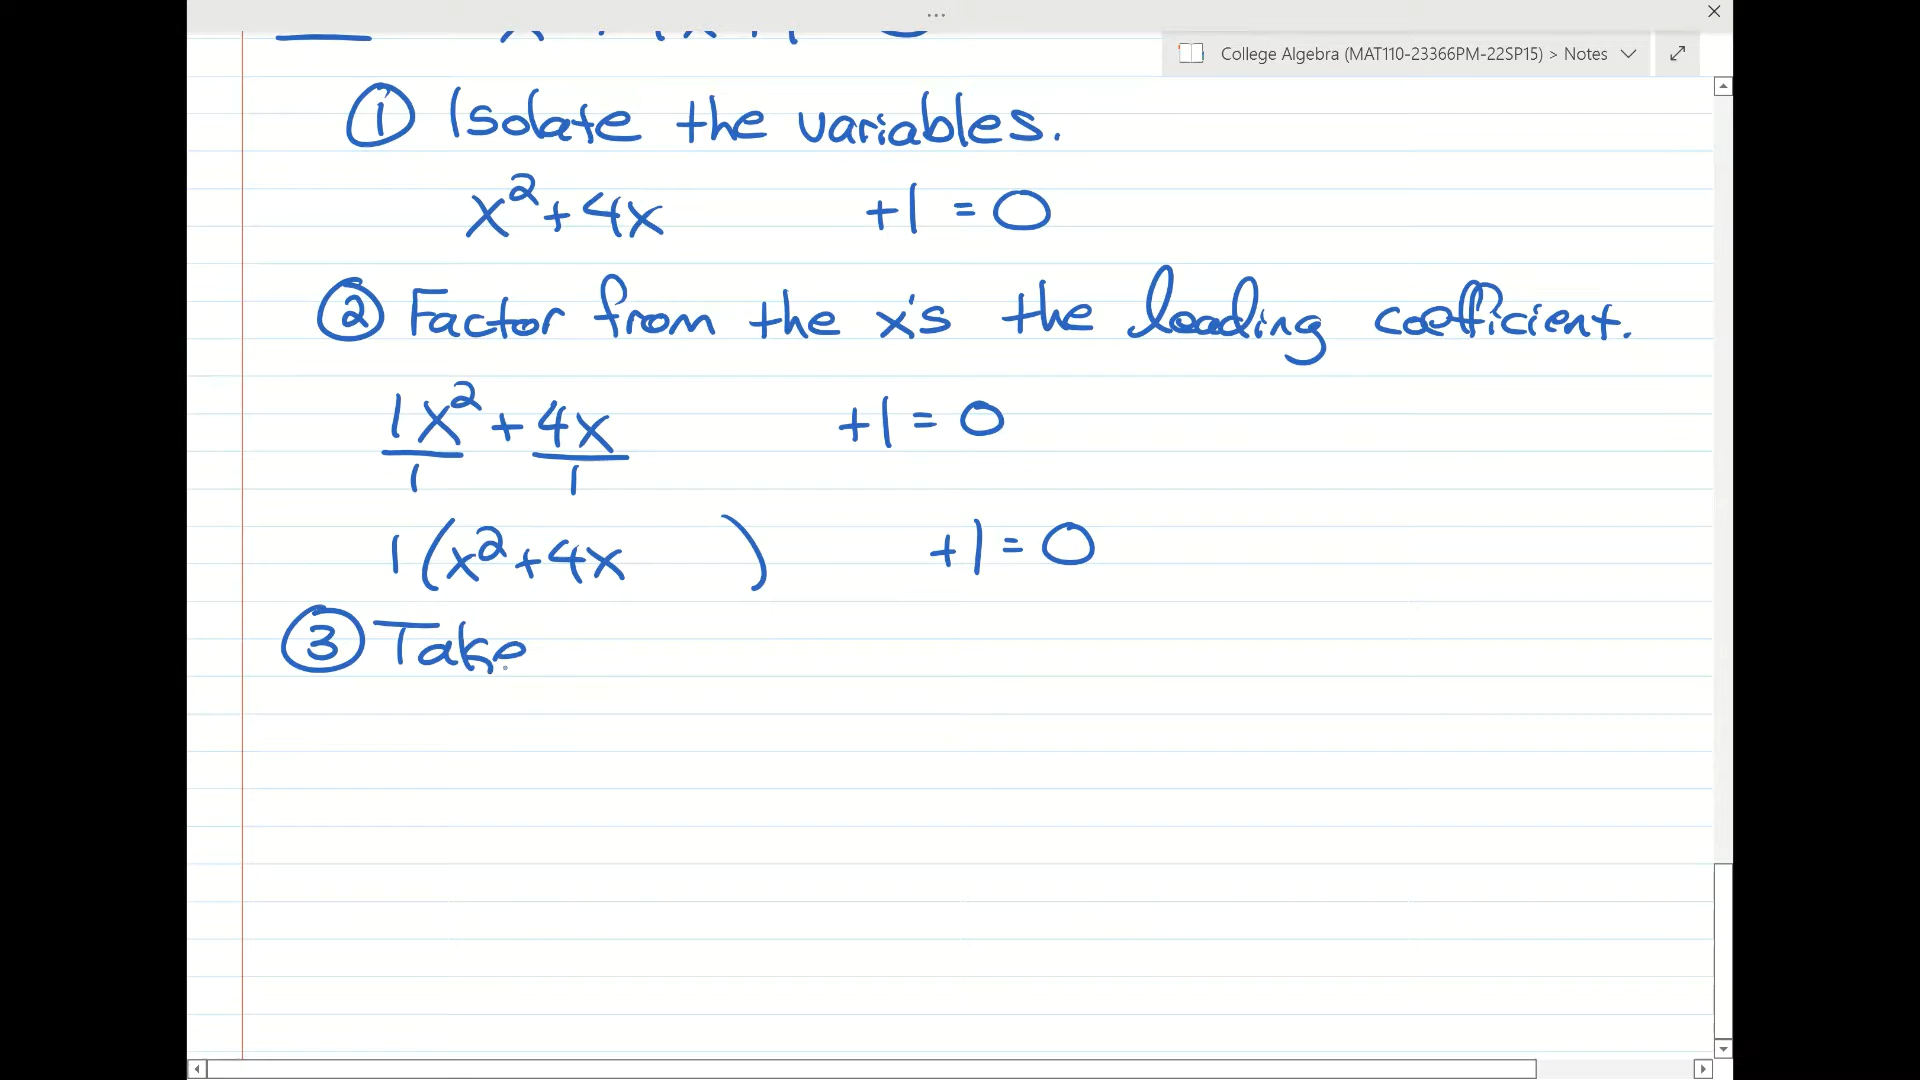 ...
College Algebra (MAT110-23366PM-22SP15) > Notes
① Isolate the variables.
x² + 4x +1 = 0
② Factor from the x's the leading coefficient.
1x² + 4x +1 = 0
1 1
1(x² + 4x ) +1 = 0
③ Take